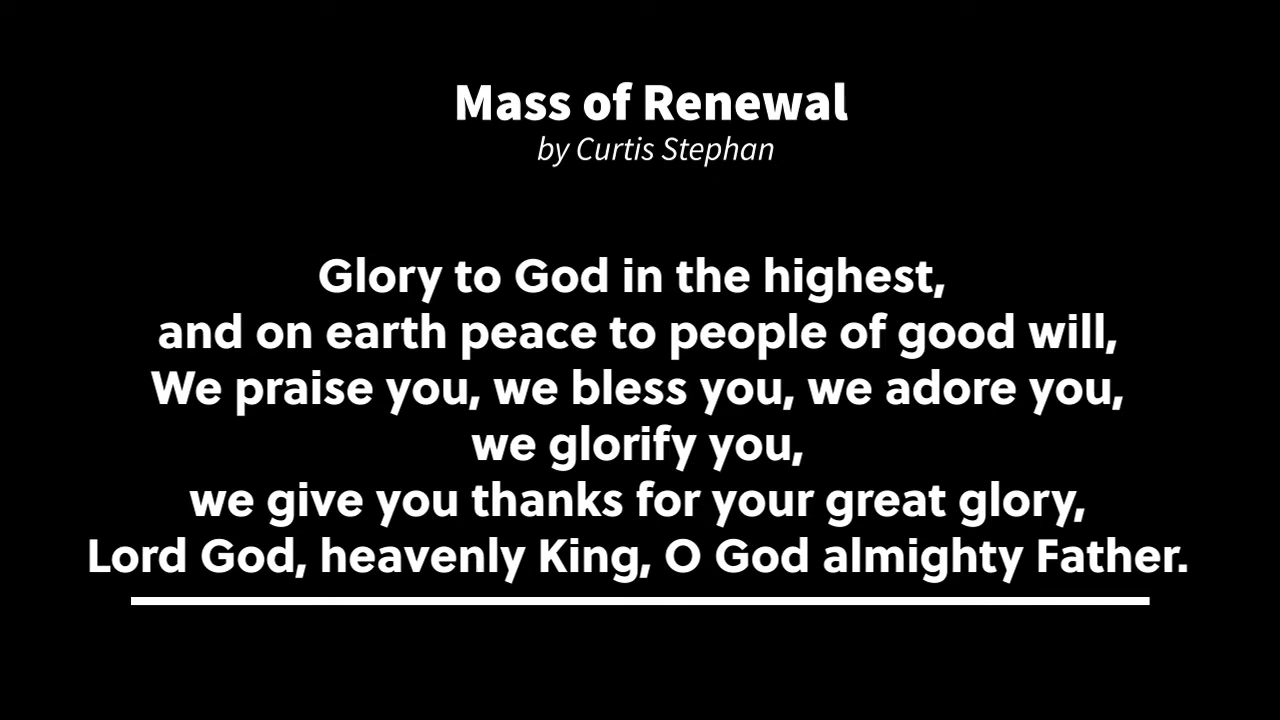 Mass of Renewal
by Curtis Stephan
Glory to God in the highest,
and on earth peace to people of good will,
We praise you, we bless you, we adore you,
we glorify you,
we give you thanks for your great glory,
Lord God, heavenly King, O God almighty Father.